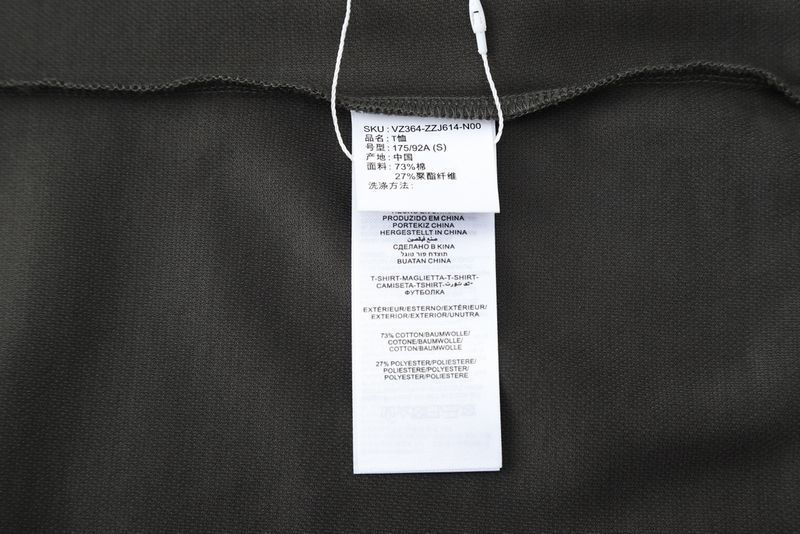 SKU : VZ364-ZZJ614-N00
品名 : T恤
号型 : 175/92A (S)
产地 : 中国
面料 : 73%棉
27%聚酯纤维
洗涤方法 :
PRODUZIDO EM CHINA
PORTEKIZ CHINA
HERGESTELLT IN CHINA
СДЕЛАНО В KINA
BUATAN CHINA
T-SHIRT-MAGLIETTA-T-SHIRT-
CAMISETA-TSHIRT-
ФУТБОЛКА
EXTÉRIEUR/ESTERNO/EXTÉRIEUR/
EXTERIOR/EXTERIOR/UNUTRA
73% COTTON/BAUMWOLLE/
COTONE/BAUMWOLLE/
COTTON/BAUMWOLLE
27% POLYESTER/POLIESTERE/
POLIESTERE/POLIESTERE/
POLYESTER/POLIESTERE